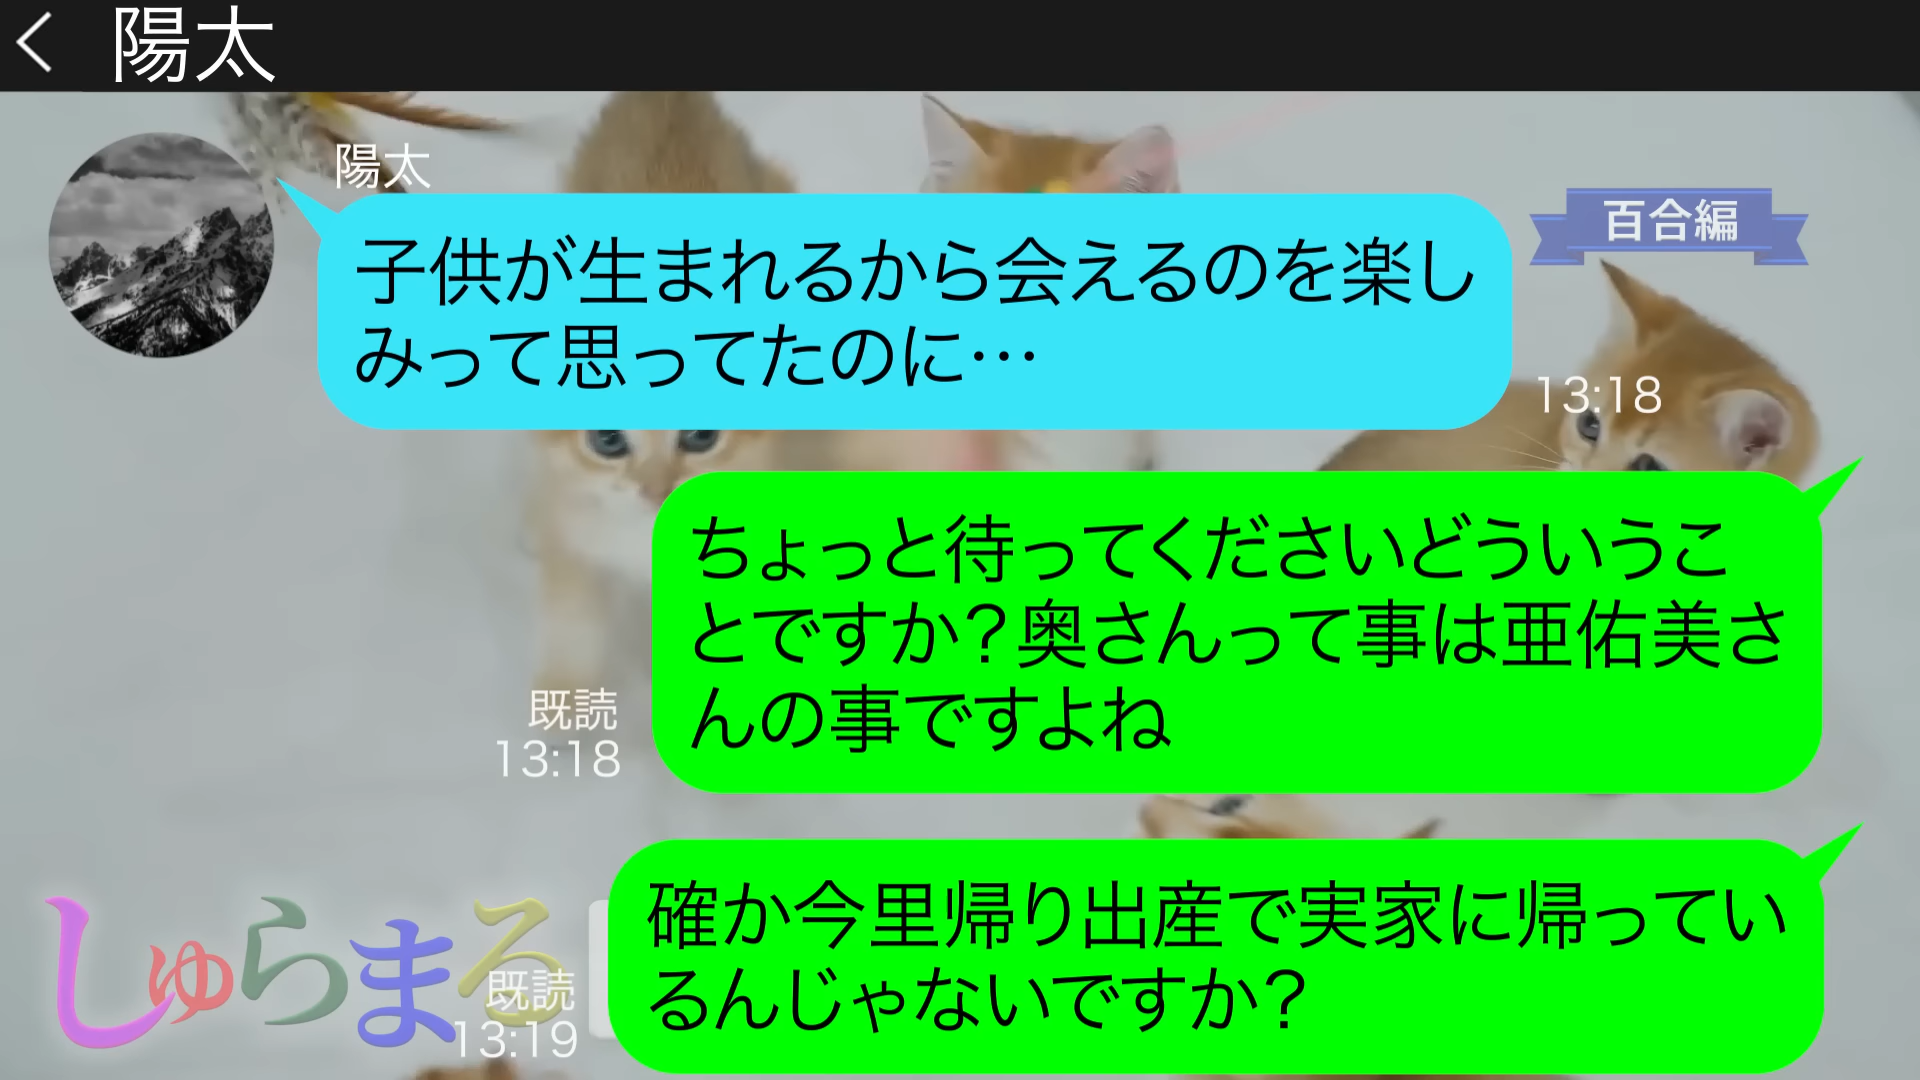 陽太
陽太
百合編
子供が生まれるから会えるのを楽し
みって思ってたのに…
13:18
ちょっと待ってくださいどういうこ
とですか？奥さんって事は亜佑美さ
んの事ですよね
既読
13:18
確か今里帰り出産で実家に帰ってい
るんじゃないですか？
既読
13:19
しゅらまる